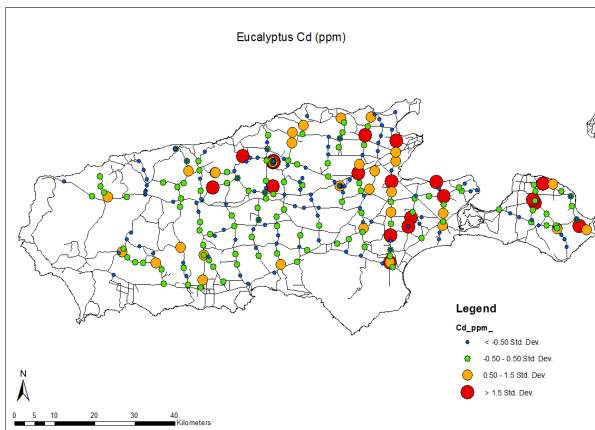 Eucalyptus Cd (ppm)
Legend
Cd_ppm_
< -0.50 Std. Dev.
-0.50 - 0.50 Std. Dev.
0.50 - 1.5 Std. Dev.
> 1.5 Std. Dev.
N
0 5 10 20 30 40
Kilometers